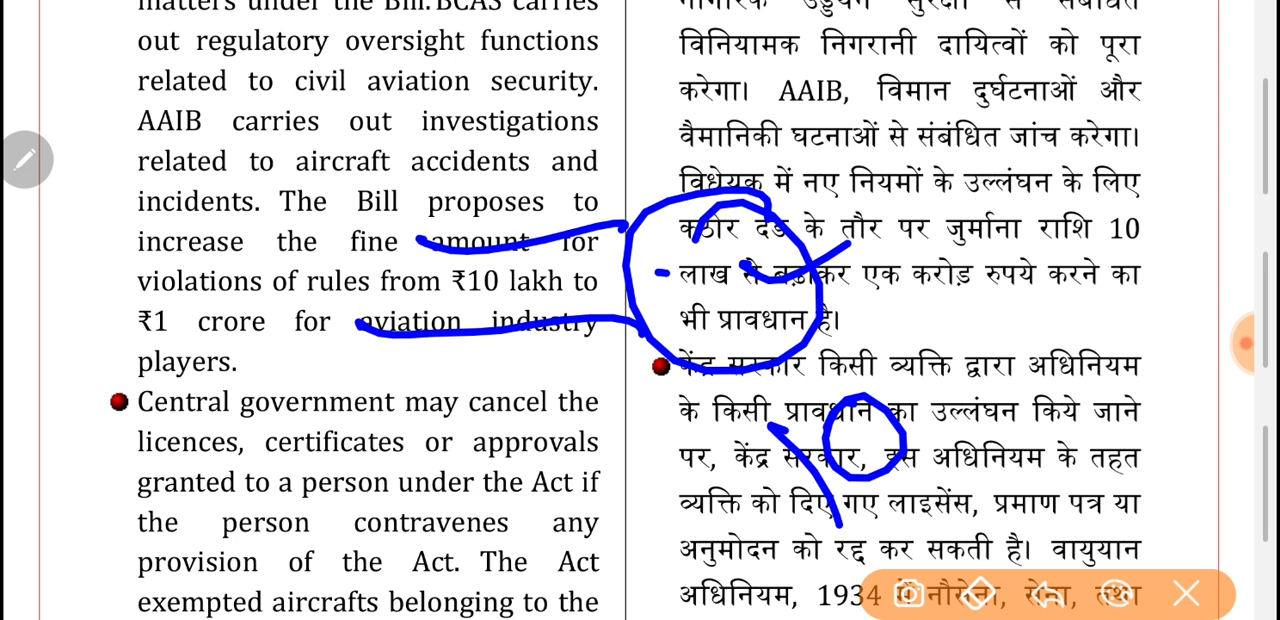 matters under the Bill. BCAS carries
out regulatory oversight functions
related to civil aviation security.
AAIB carries out investigations
related to aircraft accidents and
incidents. The Bill proposes to
increase the fine amount for
violations of rules from ₹10 lakh to
₹1 crore for aviation industry
players.
Central government may cancel the
licences, certificates or approvals
granted to a person under the Act if
the person contravenes any
provision of the Act. The Act
exempted aircrafts belonging to the
नागरिक उड्डयन सुरक्षा से संबंधित
विनियामक निगरानी दायित्वों को पूरा
करेगा। AAIB, विमान दुर्घटनाओं और
वैमानिकी घटनाओं से संबंधित जांच करेगा।
विधेयक में नए नियमों के उल्लंघन के लिए
कठोर दंड के तौर पर जुर्माना राशि 10
लाख से बढ़ाकर एक करोड़ रुपये करने का
भी प्रावधान है।
केंद्र सरकार किसी व्यक्ति द्वारा अधिनियम
के किसी प्रावधान का उल्लंघन किये जाने
पर, केंद्र सरकार, इस अधिनियम के तहत
व्यक्ति को दिए गए लाइसेंस, प्रमाण पत्र या
अनुमोदन को रद्द कर सकती है। वायुयान
अधिनियम, 1934 में नौसेना, सेना, तथा